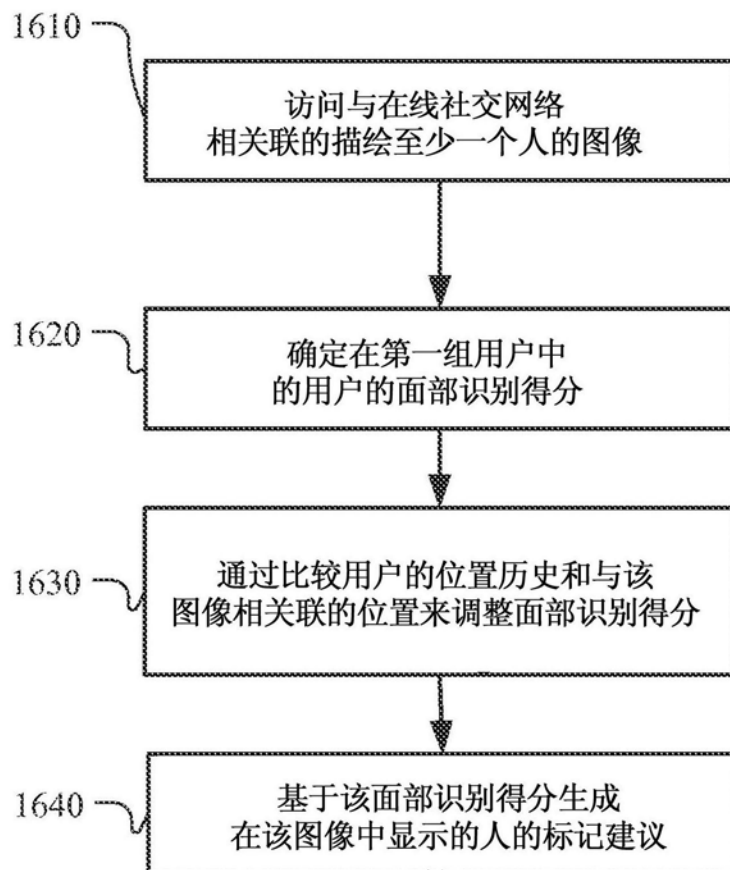 1610
访问与在线社交网络
相关联的描绘至少一个人的图像
1620
确定在第一组用户中
的用户的面部识别得分
1630
通过比较用户的位置历史和与该
图像相关联的位置来调整面部识别得分
1640
基于该面部识别得分生成
在该图像中显示的人的标记建议